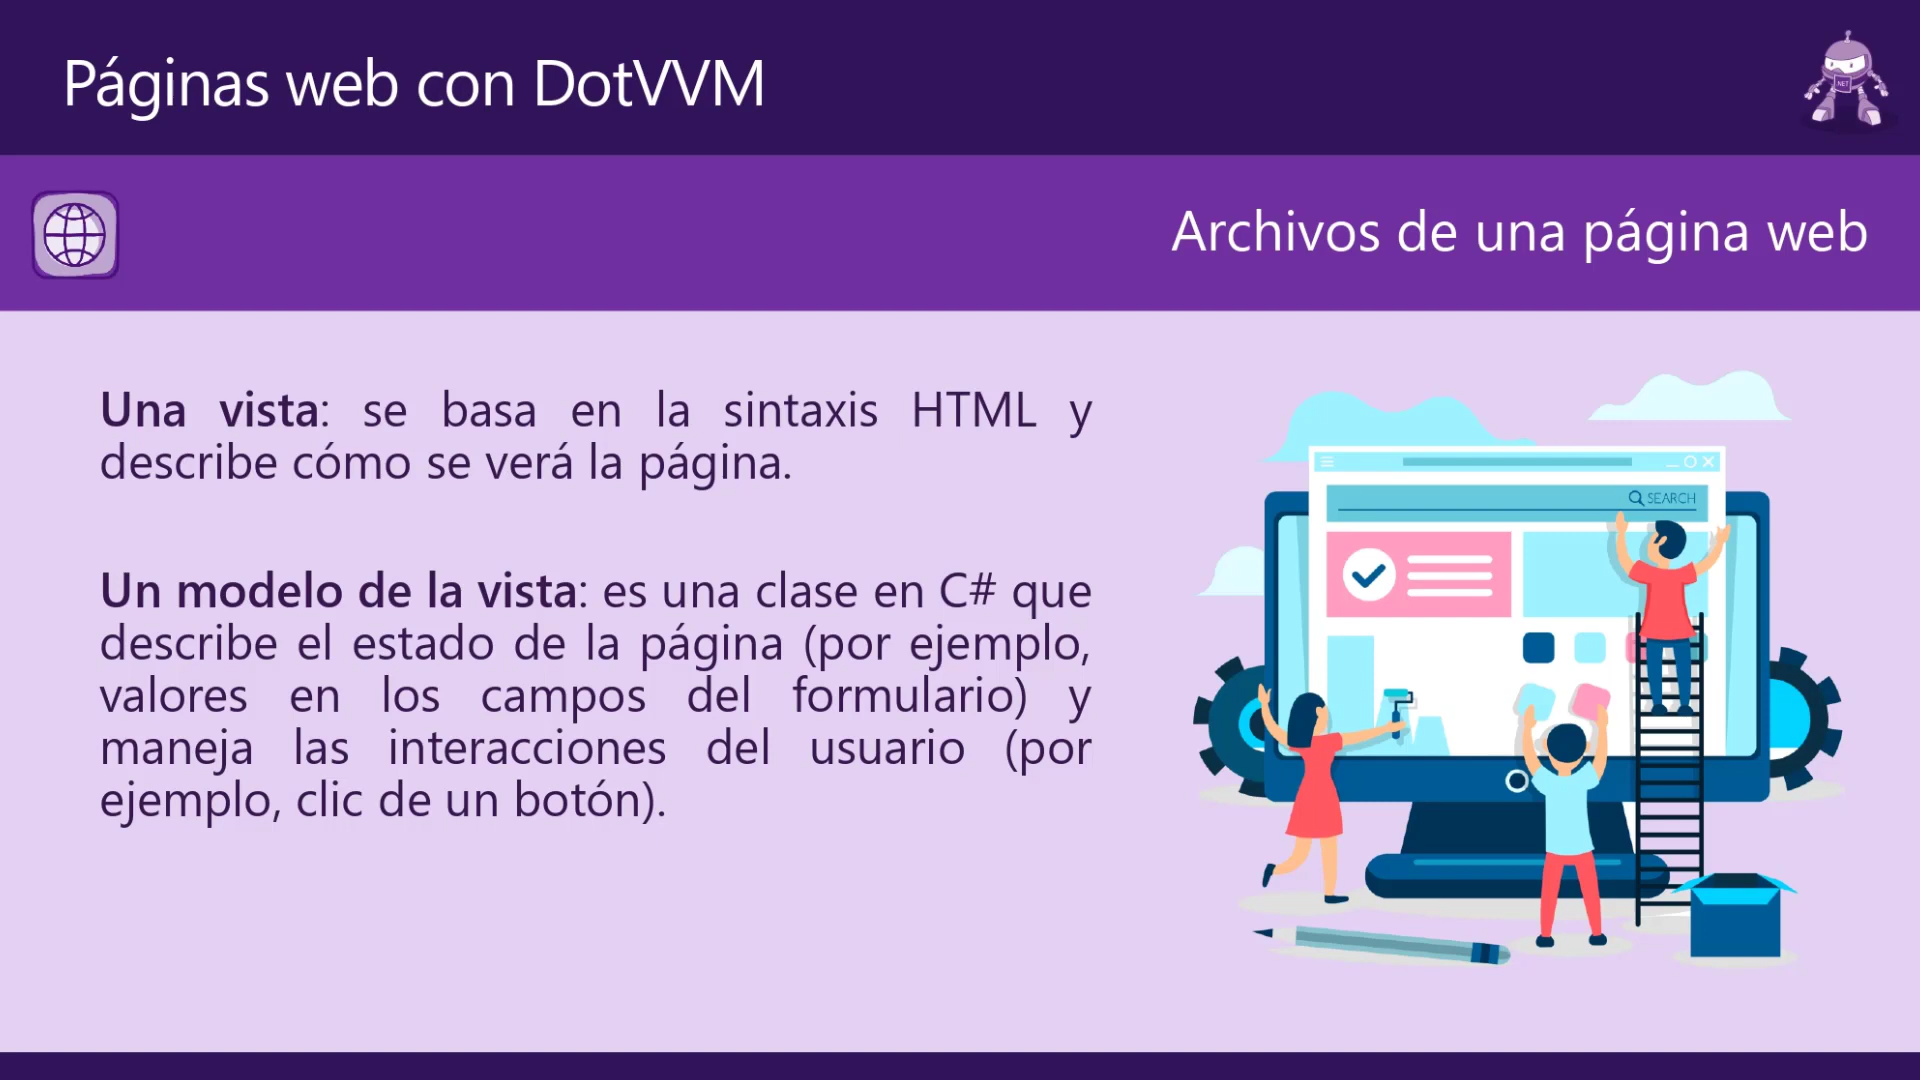 Páginas web con DotVVM
.NET
Archivos de una página web
Una vista: se basa en la sintaxis HTML y
describe cómo se verá la página.
Un modelo de la vista: es una clase en C# que
describe el estado de la página (por ejemplo,
valores en los campos del formulario) y
maneja las interacciones del usuario (por
ejemplo, clic de un botón).
SEARCH